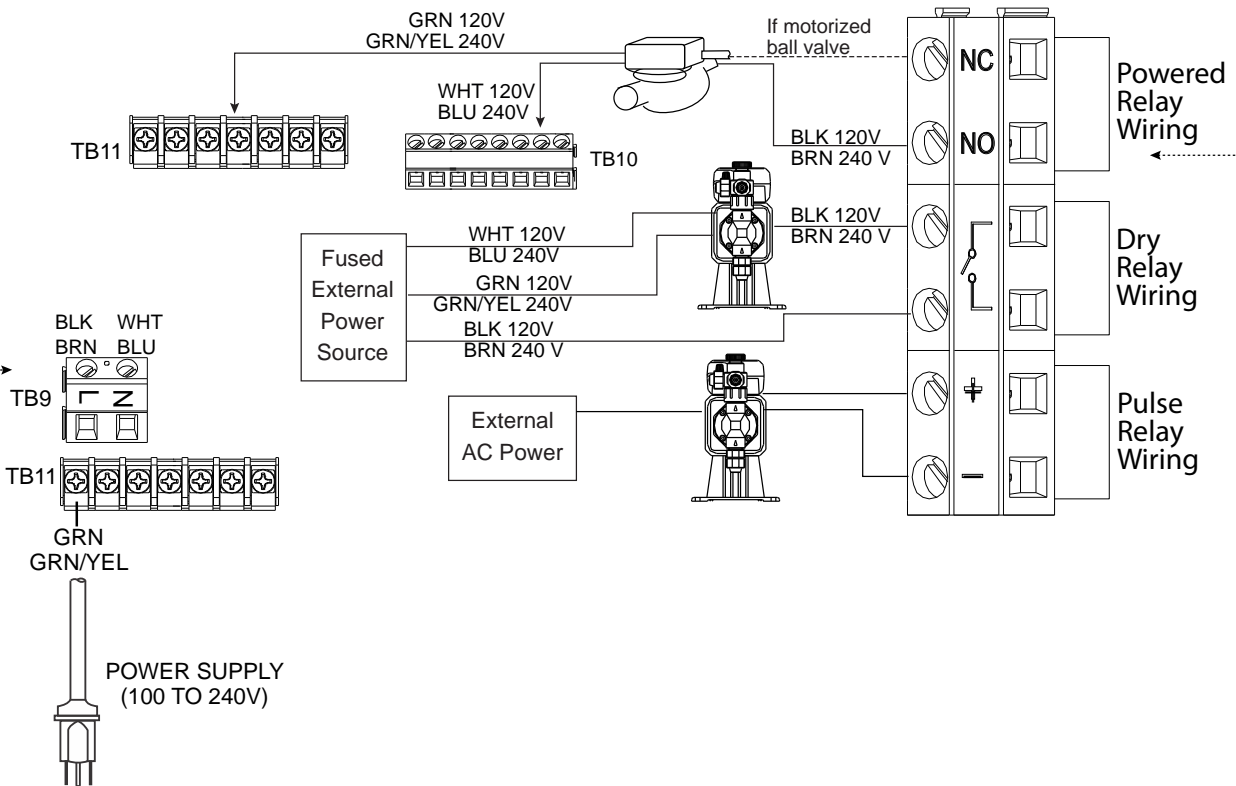 GRN 120V
GRN/YEL 240V
If motorized
ball valve
NC
Powered
Relay
Wiring
WHT 120V
BLU 240V
TB11
TB10
BLK 120V
BRN 240 V
NO
BLK 120V
BRN 240 V
WHT 120V
BLU 240V
Fused
External
Power
Source
GRN 120V
GRN/YEL 240V
BLK 120V
BRN 240 V
Dry
Relay
Wiring
BLK WHT
BRN BLU
TB9
L N
External
AC Power
+
-
Pulse
Relay
Wiring
TB11
GRN
GRN/YEL
POWER SUPPLY
(100 TO 240V)